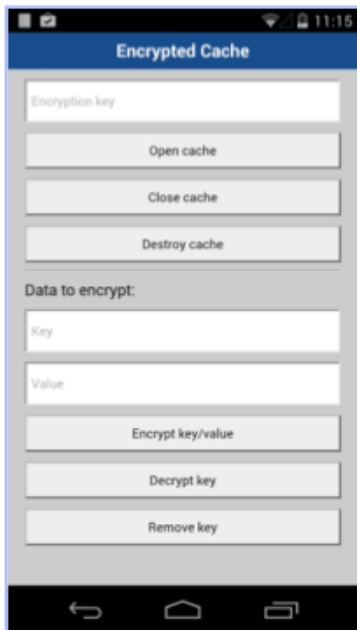 11:15
Encrypted Cache
Encryption key
Open cache
Close cache
Destroy cache
Data to encrypt:
Key
Value
Encrypt key/value
Decrypt key
Remove key